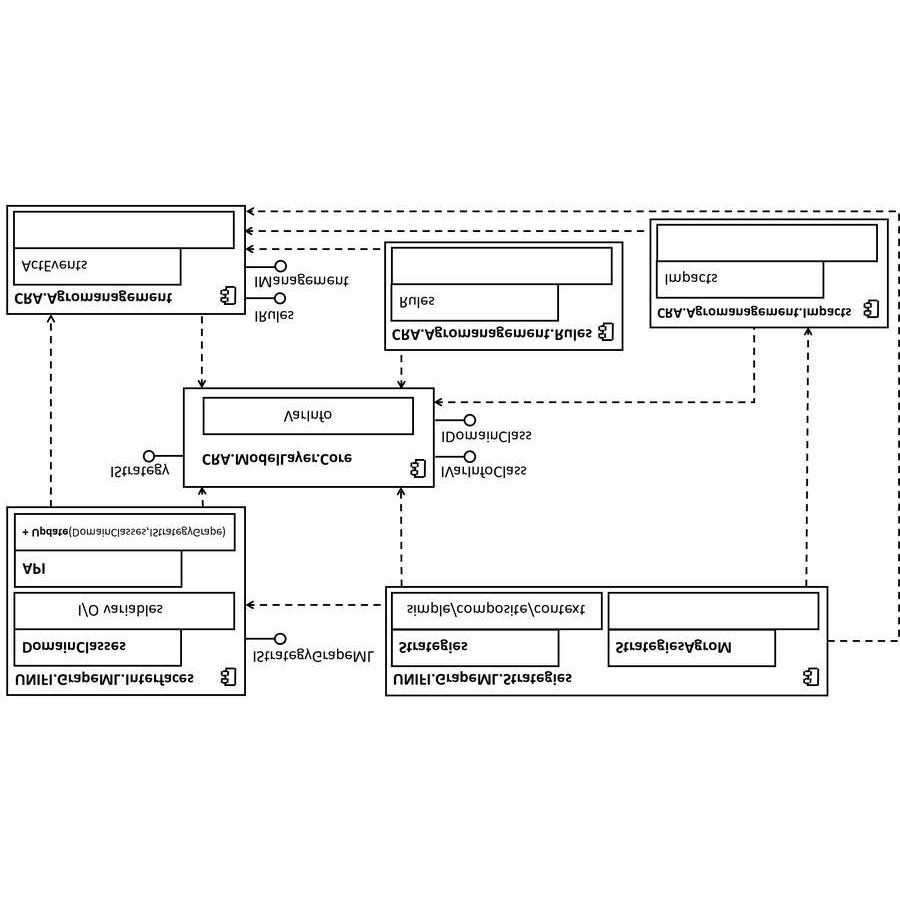 UNIFI.GrapeML.Interfaces
DomainClasses
I/O variables
API
+ Update(DomainClasses,IStrategyGrape)
IStrategyGrapeML
UNIFI.GrapeML.Strategies
Strategies
simple/composite/context
StrategiesAgroM
IStrategy
CRA.ModelLayer.Core
VarInfo
IVarInfoClass
IDomainClass
CRA.Agromanagement
ActEvents
IRules
IManagement
CRA.Agromanagement.Rules
Rules
CRA.Agromanagement.Impacts
Impacts